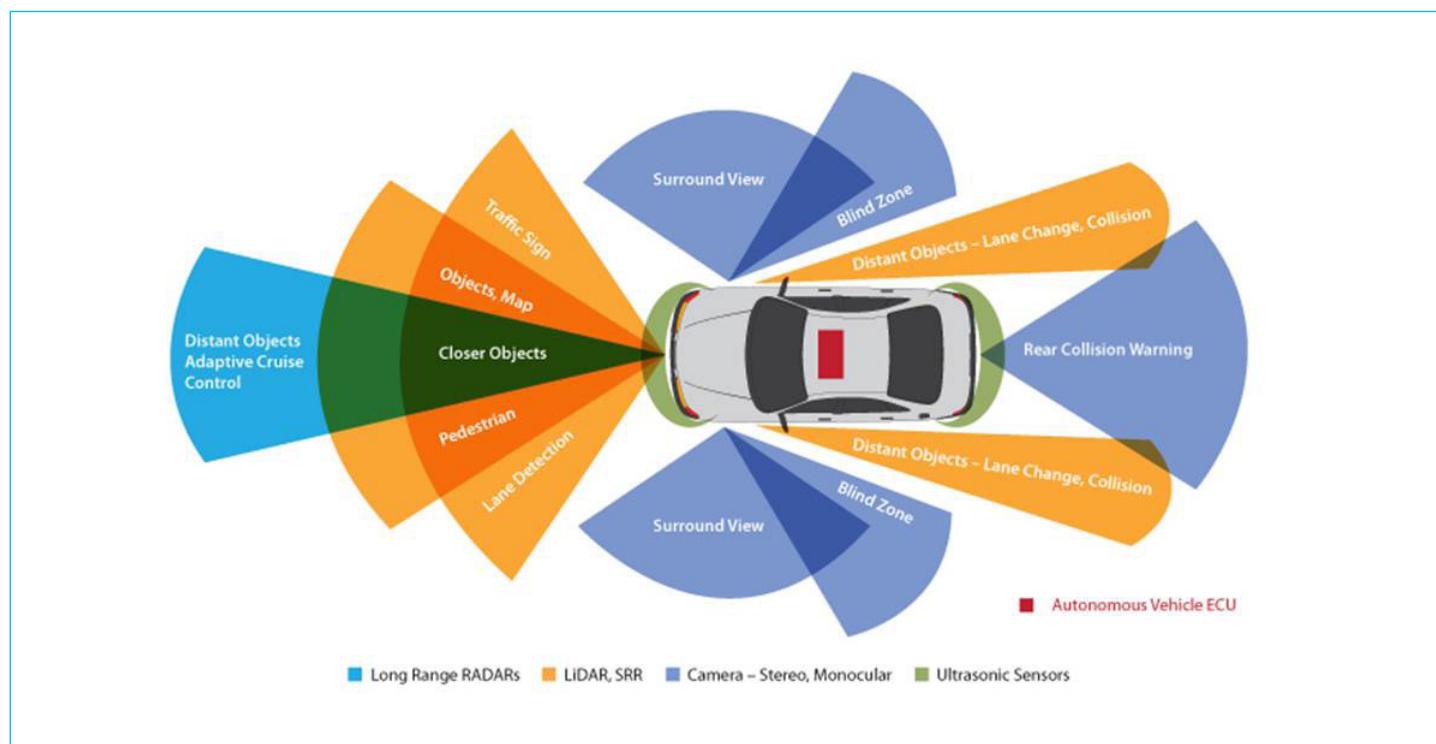 Surround View
Blind Zone
Traffic Sign
Distant Objects – Lane Change, Collision
Objects, Map
Distant Objects
Adaptive Cruise
Control
Closer Objects
Rear Collision Warning
Pedestrian
Lane Detection
Distant Objects – Lane Change, Collision
Blind Zone
Surround View
Autonomous Vehicle ECU
Long Range RADARs
LiDAR, SRR
Camera – Stereo, Monocular
Ultrasonic Sensors